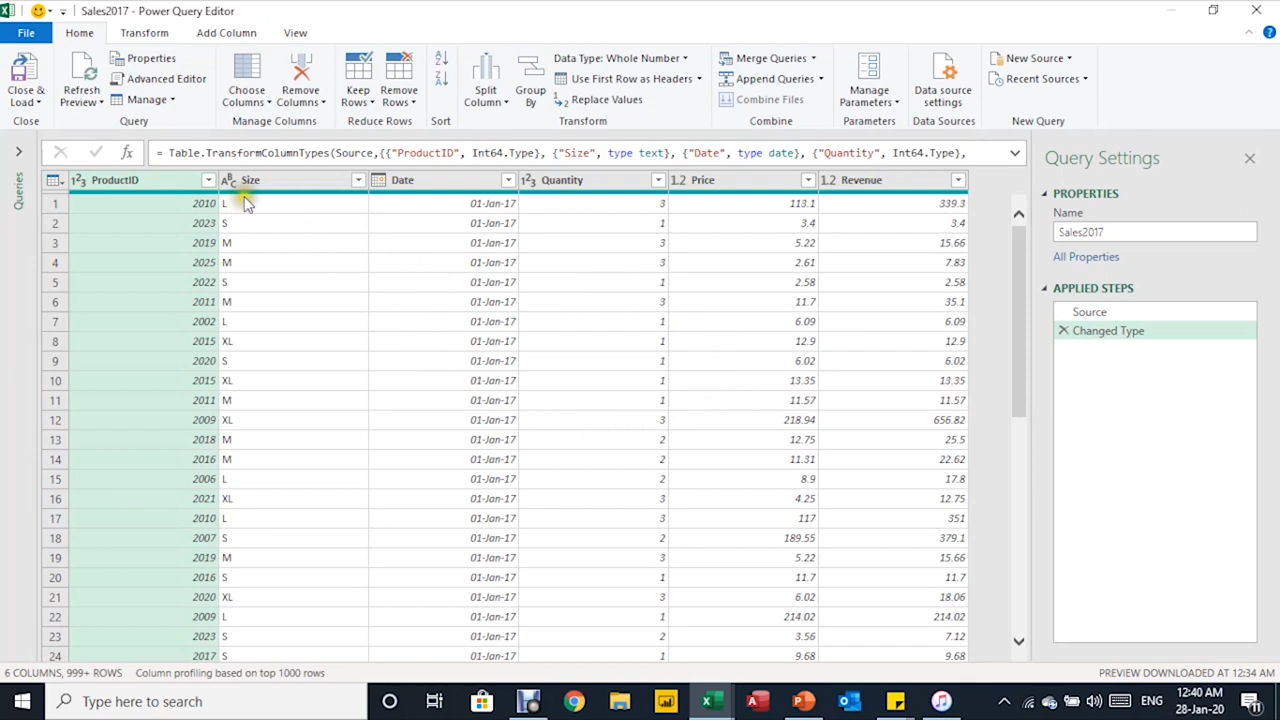 Sales2017 - Power Query Editor
File Home Transform Add Column View
Close & Load
Close
Refresh Preview
Properties
Advanced Editor
Manage
Query
Choose Columns
Remove Columns
Manage Columns
Keep Rows
Remove Rows
Reduce Rows
Sort
Split Column
Group By
Data Type: Whole Number
Use First Row as Headers
Replace Values
Transform
Merge Queries
Append Queries
Combine Files
Combine
Manage Parameters
Parameters
Data source settings
Data Sources
New Source
Recent Sources
New Query
Queries
= Table.TransformColumnTypes(Source,{{"ProductID", Int64.Type}, {"Size", type text}, {"Date", type date}, {"Quantity", Int64.Type},
ProductID Size Date Quantity Price Revenue
1 2010 L 01-Jan-17 3 113.1 339.3
2 2023 S 01-Jan-17 1 3.4 3.4
3 2019 M 01-Jan-17 3 5.22 15.66
4 2025 M 01-Jan-17 3 2.61 7.83
5 2022 S 01-Jan-17 1 2.58 2.58
6 2011 M 01-Jan-17 3 11.7 35.1
7 2002 L 01-Jan-17 1 6.09 6.09
8 2015 XL 01-Jan-17 1 12.9 12.9
9 2020 S 01-Jan-17 1 6.02 6.02
10 2015 XL 01-Jan-17 1 13.35 13.35
11 2011 M 01-Jan-17 1 11.57 11.57
12 2009 XL 01-Jan-17 3 218.94 656.82
13 2018 M 01-Jan-17 2 12.75 25.5
14 2016 M 01-Jan-17 2 11.31 22.62
15 2006 L 01-Jan-17 2 8.9 17.8
16 2021 XL 01-Jan-17 3 4.25 12.75
17 2010 L 01-Jan-17 3 117 351
18 2007 S 01-Jan-17 2 189.55 379.1
19 2019 M 01-Jan-17 3 5.22 15.66
20 2016 S 01-Jan-17 1 11.7 11.7
21 2020 XL 01-Jan-17 3 6.02 18.06
22 2009 L 01-Jan-17 1 214.02 214.02
23 2023 S 01-Jan-17 2 3.56 7.12
24 2017 S 01-Jan-17 1 9.68 9.68
Query Settings
PROPERTIES
Name
Sales2017
All Properties
APPLIED STEPS
Source
Changed Type
6 COLUMNS, 999+ ROWS Column profiling based on top 1000 rows
PREVIEW DOWNLOADED AT 12:34 AM
Type here to search
ENG
12:40 AM
28-Jan-20